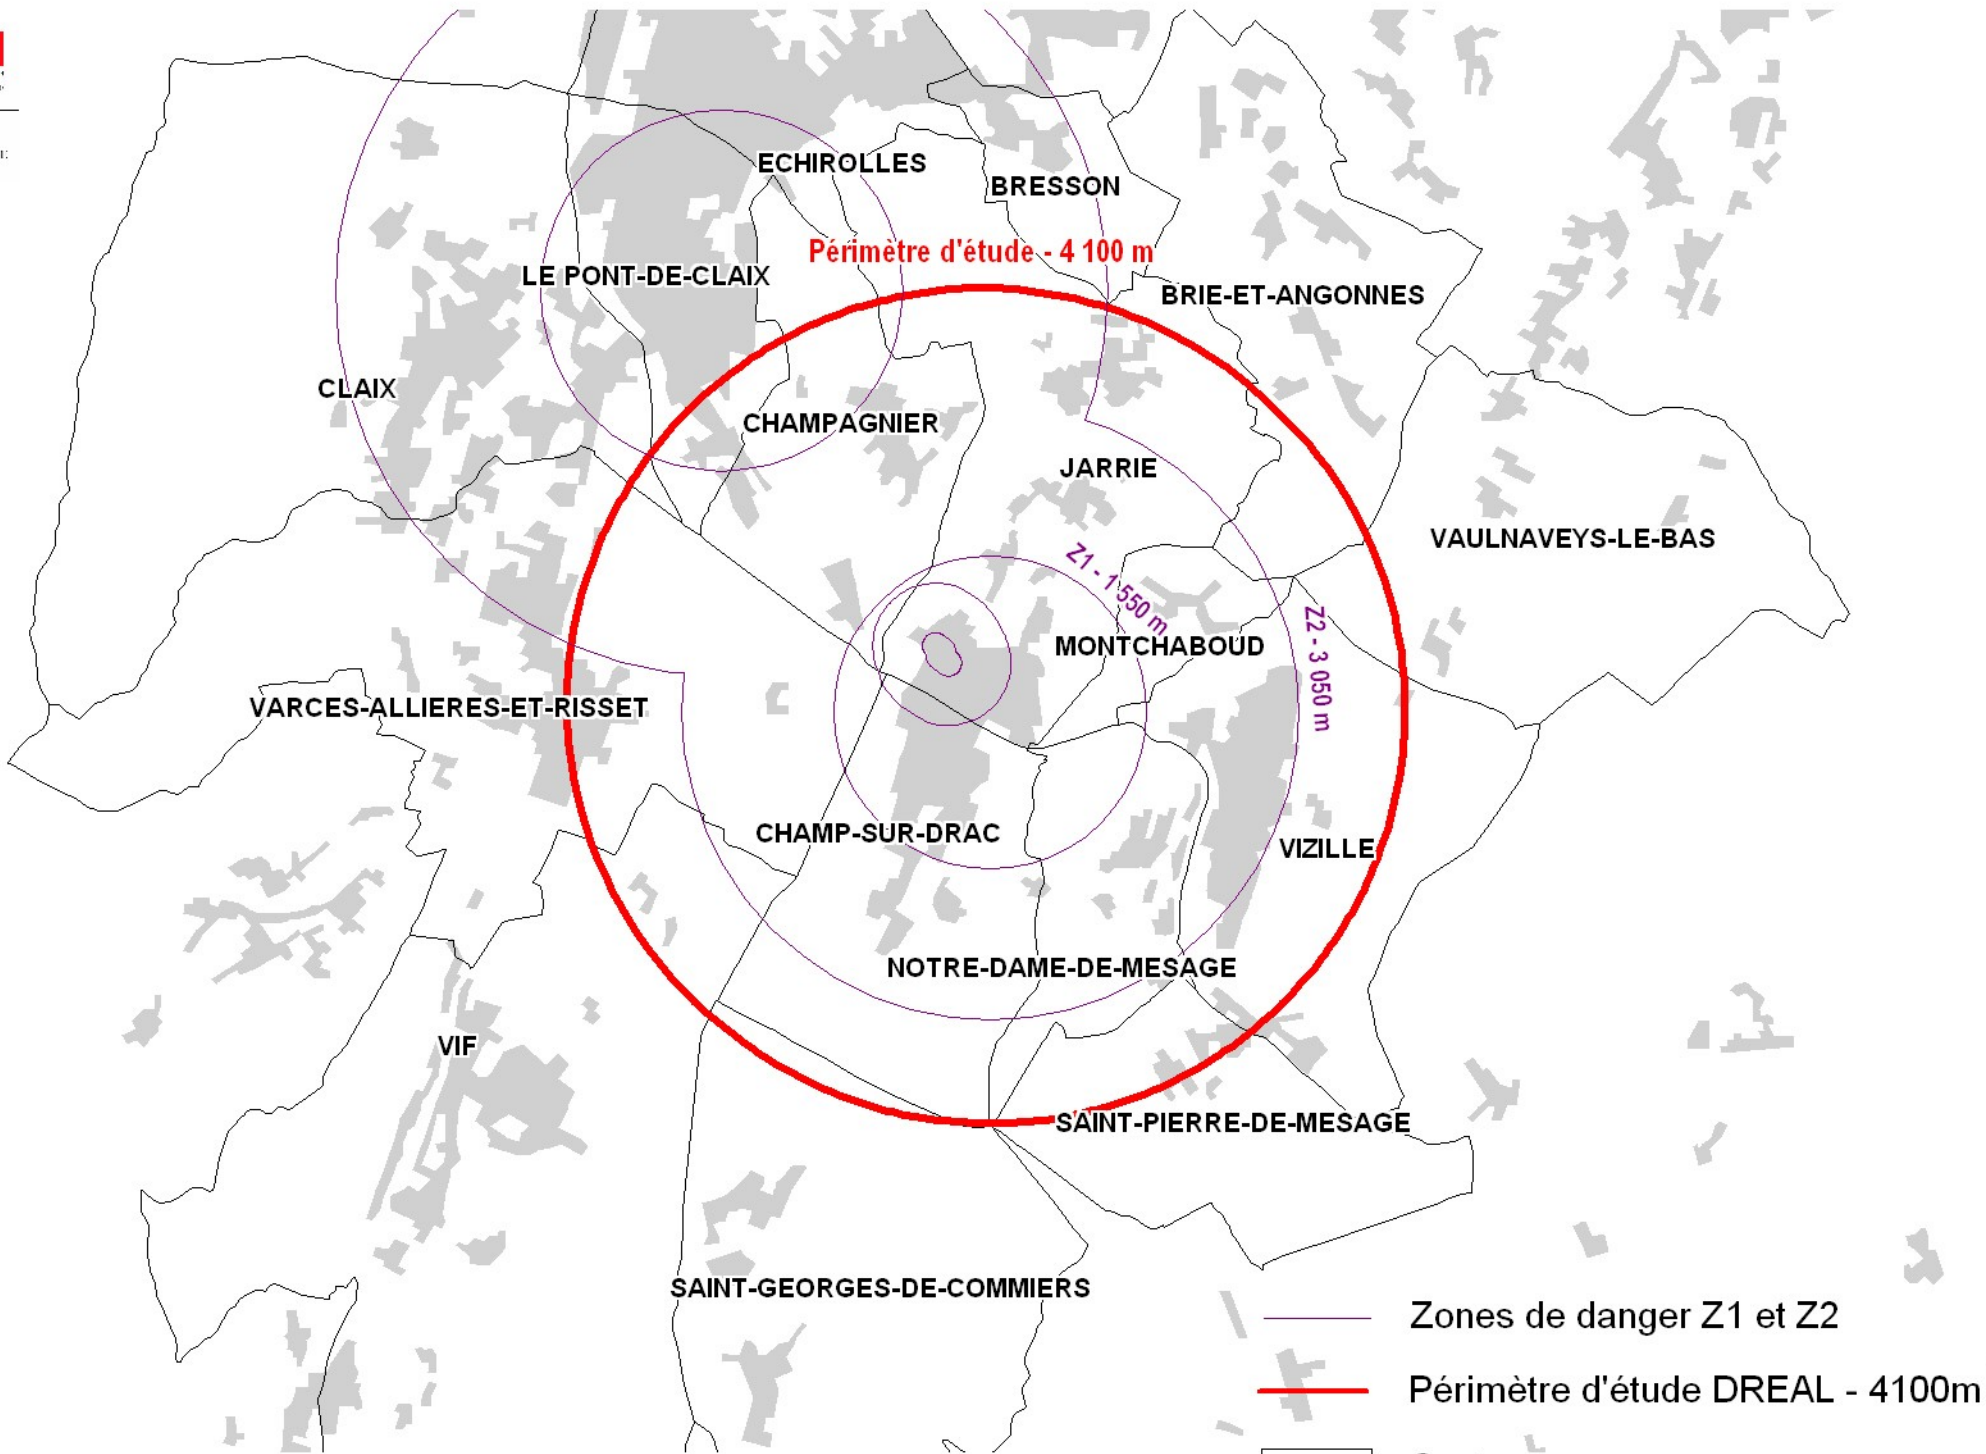 ECHIROLLES
BRESSON
Périmètre d'étude - 4 100 m
LE PONT-DE-CLAIX
BRIE-ET-ANGONNES
CLAIX
CHAMPAGNIER
JARRIE
VAULNAVEYS-LE-BAS
Z1 - 1 550 m
MONTCHABOUD
Z2 - 3 050 m
VARCES-ALLIERES-ET-RISSET
CHAMP-SUR-DRAC
VIZILLE
NOTRE-DAME-DE-MESAGE
VIF
SAINT-PIERRE-DE-MESAGE
SAINT-GEORGES-DE-COMMIERS
Zones de danger Z1 et Z2
Périmètre d'étude DREAL - 4100m